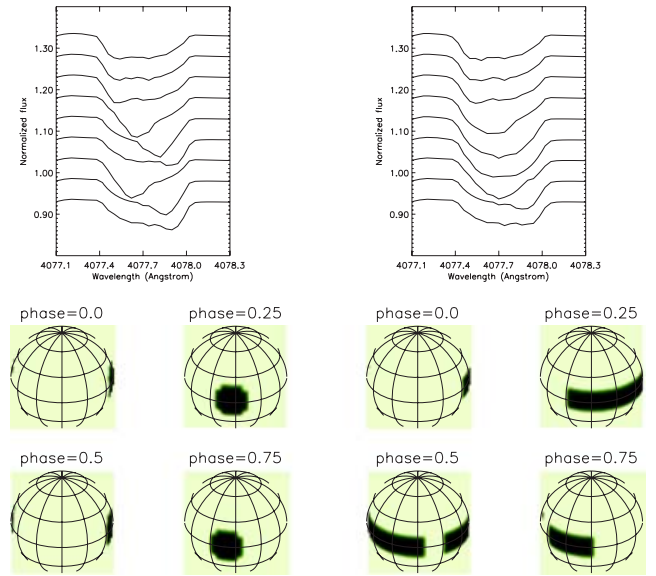 1.30
1.20
1.10
1.00
0.90
Normalized flux
4077.1 4077.4 4077.7 4078.0 4078.3
Wavelength (Angstrom)
1.30
1.20
1.10
1.00
0.90
Normalized flux
4077.1 4077.4 4077.7 4078.0 4078.3
Wavelength (Angstrom)
phase=0.0 phase=0.25 phase=0.0 phase=0.25
phase=0.5 phase=0.75 phase=0.5 phase=0.75